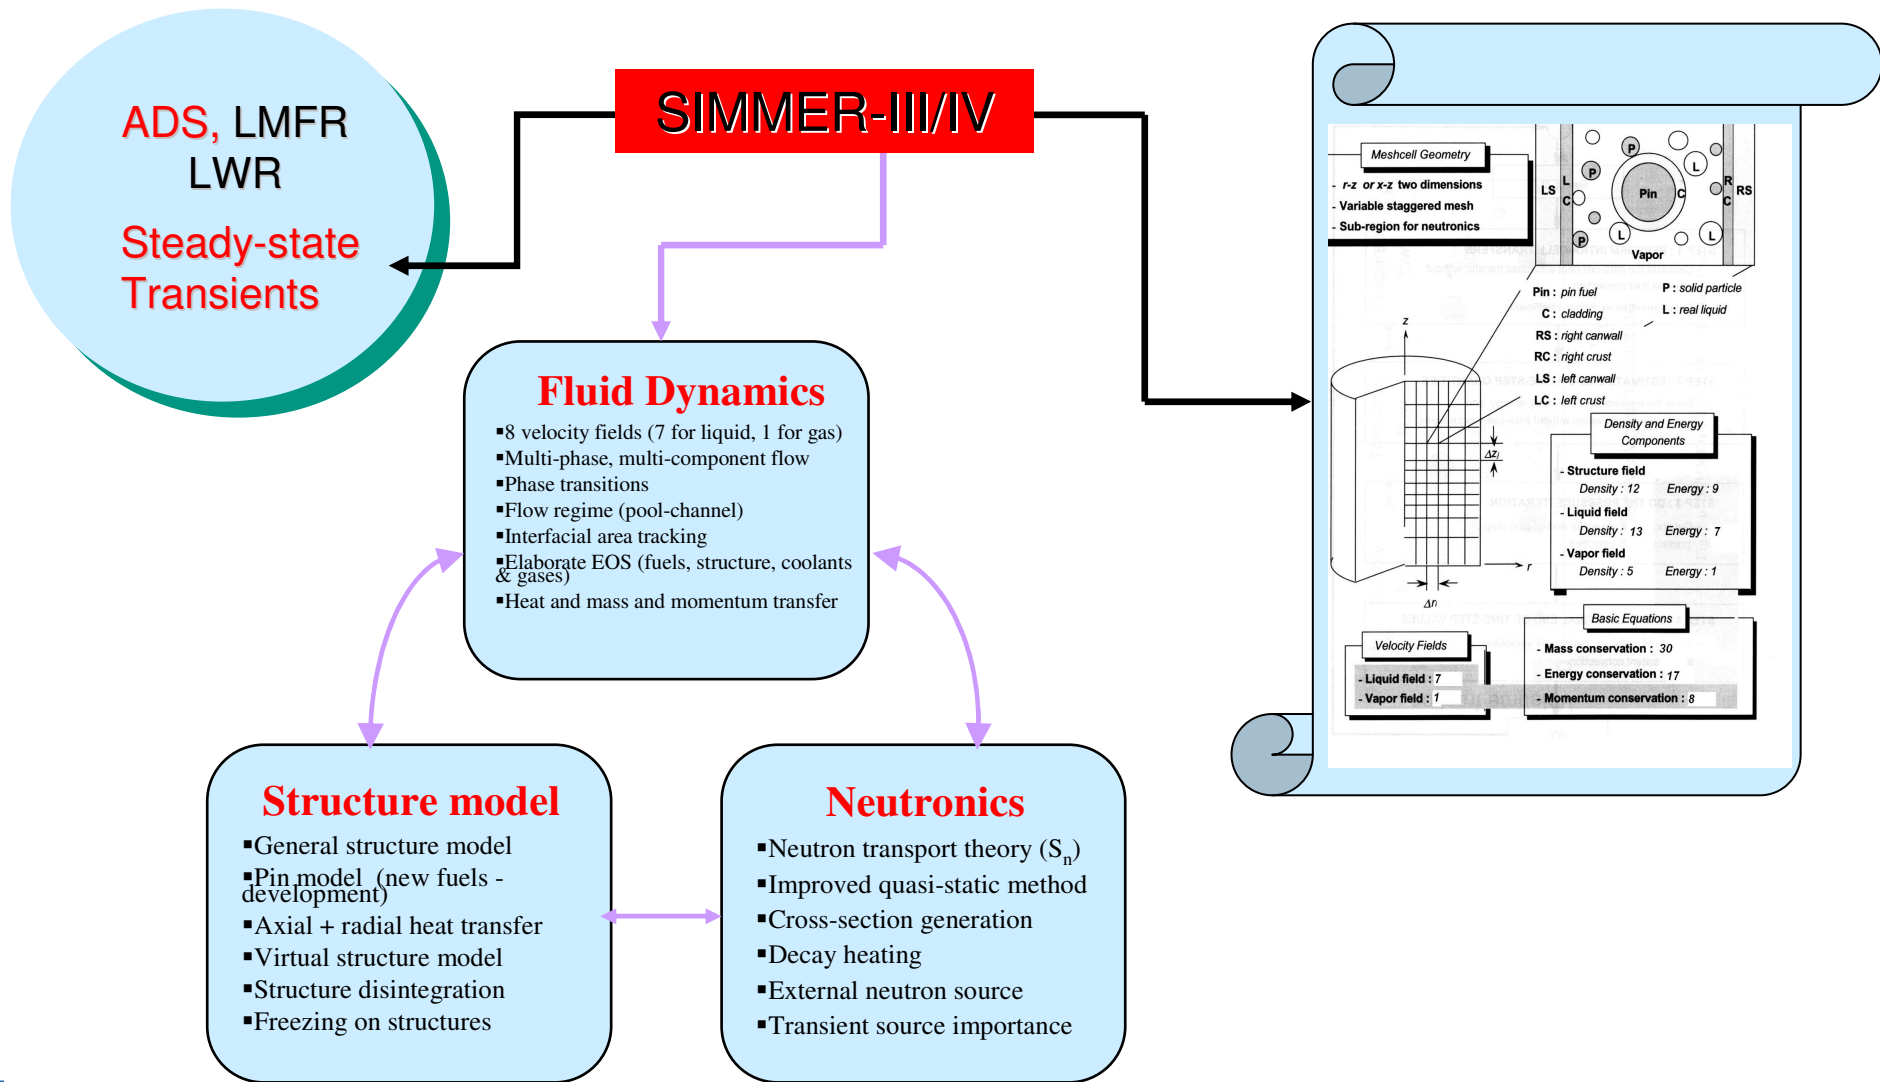 SIMMER-III/IV
ADS, LMFR
LWR
Steady-state
Transients
Fluid Dynamics
▪8 velocity fields (7 for liquid, 1 for gas)
▪Multi-phase, multi-component flow
▪Phase transitions
▪Flow regime (pool-channel)
▪Interfacial area tracking
▪Elaborate EOS (fuels, structure, coolants
& gases)
▪Heat and mass and momentum transfer
Structure model
▪General structure model
▪Pin model (new fuels -
development)
▪Axial + radial heat transfer
▪Virtual structure model
▪Structure disintegration
▪Freezing on structures
Neutronics
▪Neutron transport theory (Sn)
▪Improved quasi-static method
▪Cross-section generation
▪Decay heating
▪External neutron source
▪Transient source importance
Meshcell Geometry
- r-z or x-z two dimensions
- Variable staggered mesh
- Sub-region for neutronics
LS
L
C
P
P
P
L
L
L
Pin
C
R
C
RS
Vapor
Pin : pin fuel
C : cladding
RS : right canwall
RC : right crust
LS : left canwall
LC : left crust
P : solid particle
L : real liquid
z
Δzj
r
Δri
Density and Energy
Components
- Structure field
Density : 12 Energy : 9
- Liquid field
Density : 13 Energy : 7
- Vapor field
Density : 5 Energy : 1
Velocity Fields
- Liquid field : 7
- Vapor field : 1
Basic Equations
- Mass conservation : 30
- Energy conservation : 17
- Momentum conservation : 8